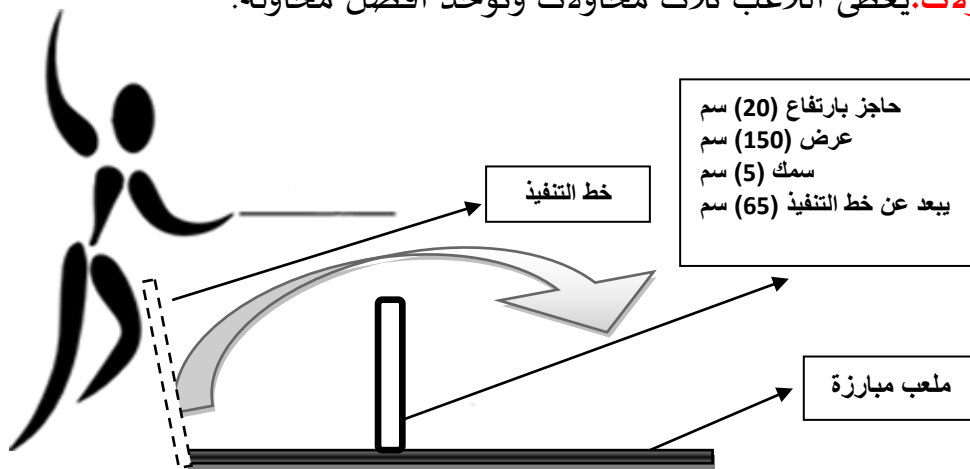 يعطى اللاعب ثلاث محاولات وتؤخذ افضل محاولة.
حاجز بارتفاع (20) سم
عرض (150) سم
سمك (5) سم
يبعد عن خط التنفيذ (65) سم
خط التنفيذ
ملعب مبارزة